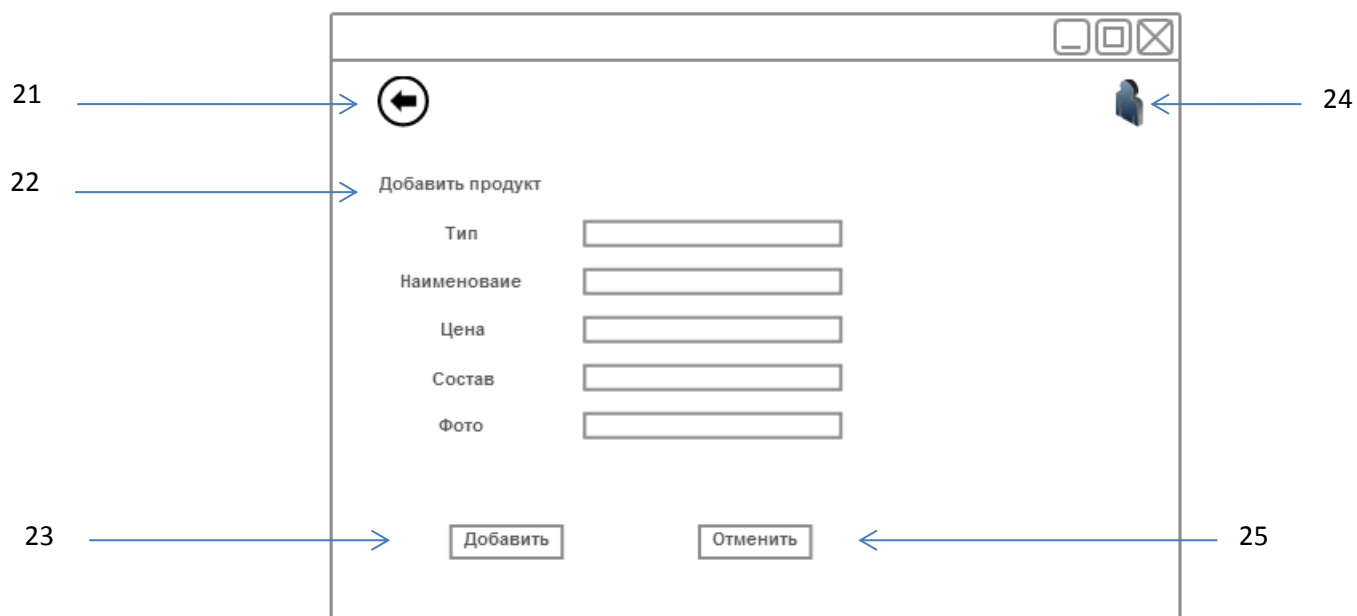 21
24
22
Добавить продукт
Тип
Наименоваие
Цена
Состав
Фото
23
Добавить
Отменить
25